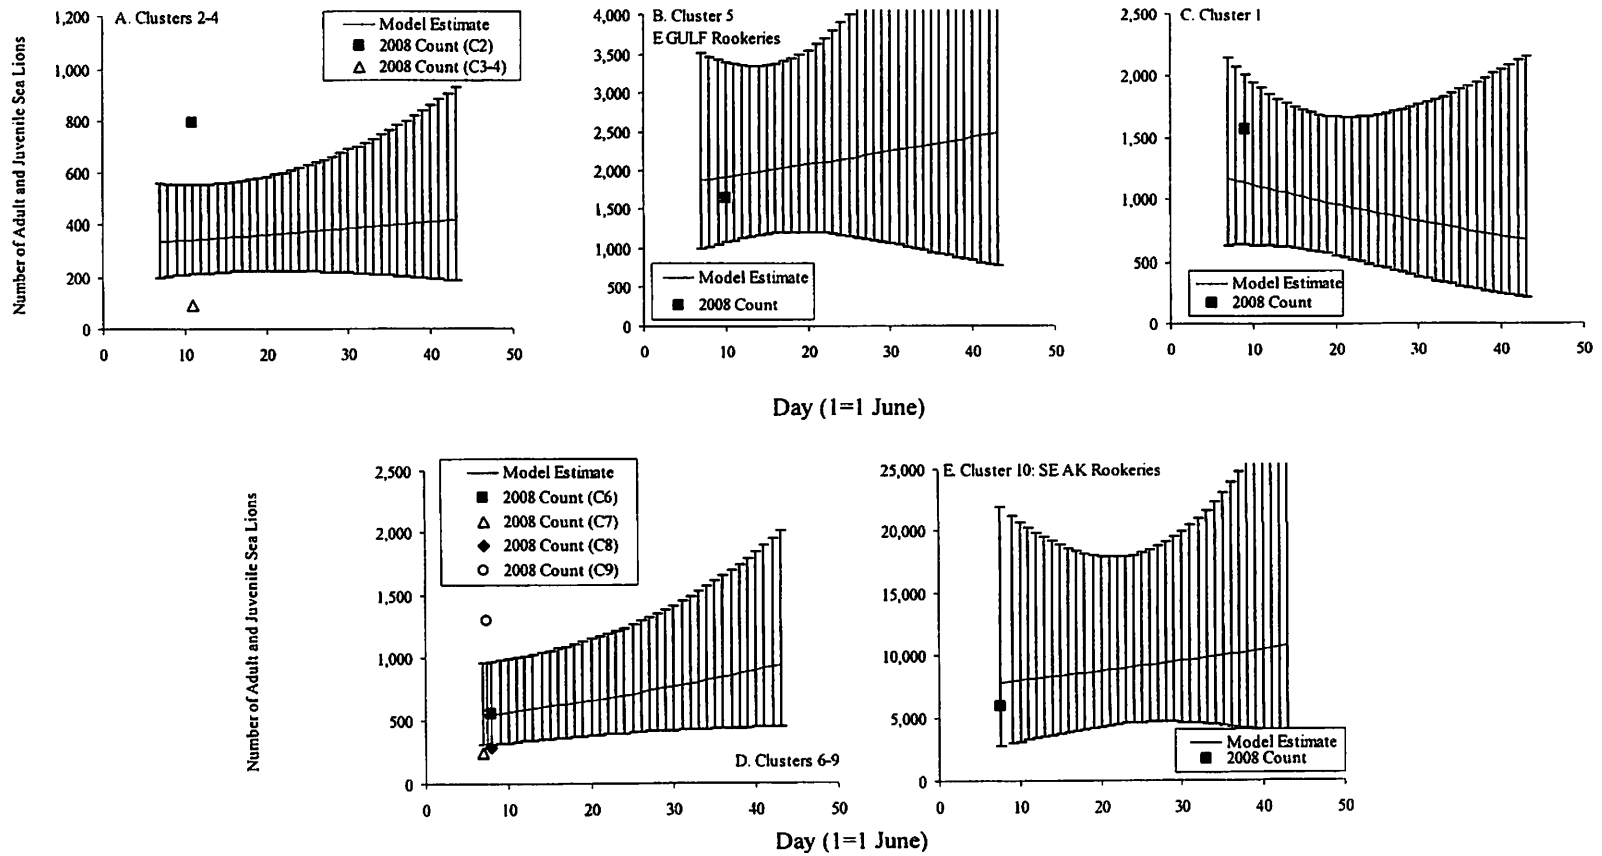 A. Clusters 2-4
Number of Adult and Juvenile Sea Lions
1,200
1,000
800
600
400
200
0
0 10 20 30 40 50
Model Estimate
2008 Count (C2)
2008 Count (C3-4)
B. Cluster 5
E GULF Rookeries
4,000
3,500
3,000
2,500
2,000
1,500
1,000
500
0
0 10 20 30 40 50
Model Estimate
2008 Count
C. Cluster 1
2,500
2,000
1,500
1,000
500
0
0 10 20 30 40 50
Model Estimate
2008 Count
Day (1=1 June)
Number of Adult and Juvenile Sea Lions
2,500
2,000
1,500
1,000
500
0
0 10 20 30 40 50
Model Estimate
2008 Count (C6)
2008 Count (C7)
2008 Count (C8)
2008 Count (C9)
D. Clusters 6-9
E. Cluster 10: SE AK Rookeries
25,000
20,000
15,000
10,000
5,000
0
0 10 20 30 40 50
Model Estimate
2008 Count
Day (1=1 June)